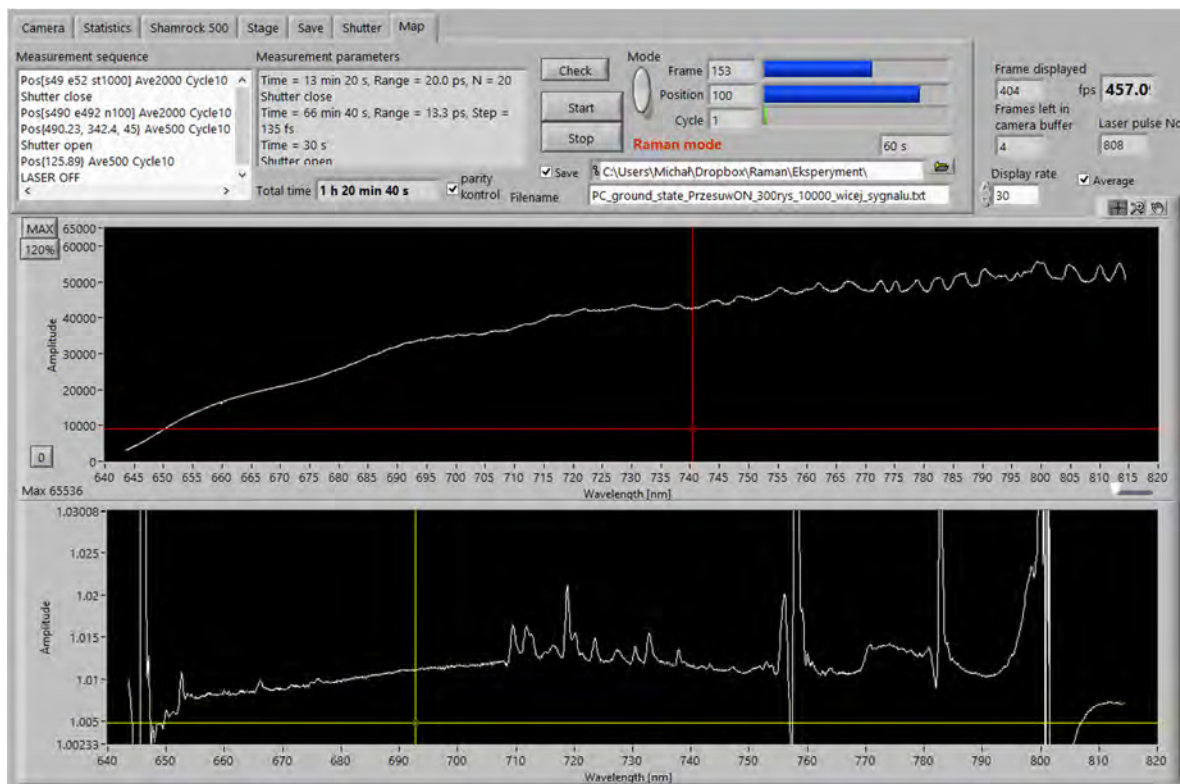 Camera Statistics Shamrock 500 Stage Save Shutter Map
Measurement sequence
Pos[s49 e52 st1000] Ave2000 Cycle10
Shutter close
Pos[s490 e492 n100] Ave2000 Cycle10
Pos[490.23, 342.4, 45] Ave500 Cycle10
Shutter open
Pos[125.89] Ave500 Cycle10
LASER OFF
Measurement parameters
Time = 13 min 20 s, Range = 20.0 ps, N = 20
Shutter close
Time = 66 min 40 s, Range = 13.3 ps, Step =
135 fs
Time = 30 s
Shutter open
Total time 1 h 20 min 40 s
parity
kontrol
Check
Start
Stop
Mode
Raman mode
Frame 153
Position 100
Cycle 1
60 s
Save
% C:\Users\Michał\Dropbox\Raman\Eksperyment\
Filename PC_ground_state_PrzesuwON_300rys_10000_wicej_sygnalu.txt
Frame displayed
404
fps 457.0
Frames left in
camera buffer
4
Laser pulse No
808
Display rate
30
Average
MAX
120%
0
Amplitude
65000
60000
50000
40000
30000
20000
10000
0
640 645 650 655 660 665 670 675 680 685 690 695 700 705 710 715 720 725 730 735 740 745 750 755 760 765 770 775 780 785 790 795 800 805 810 815 820
Wavelength [nm]
Max 65536
Amplitude
1.03008
1.025
1.02
1.015
1.01
1.005
1.00233
640 650 660 670 680 690 700 710 720 730 740 750 760 770 780 790 800 810 820
Wavelength [nm]